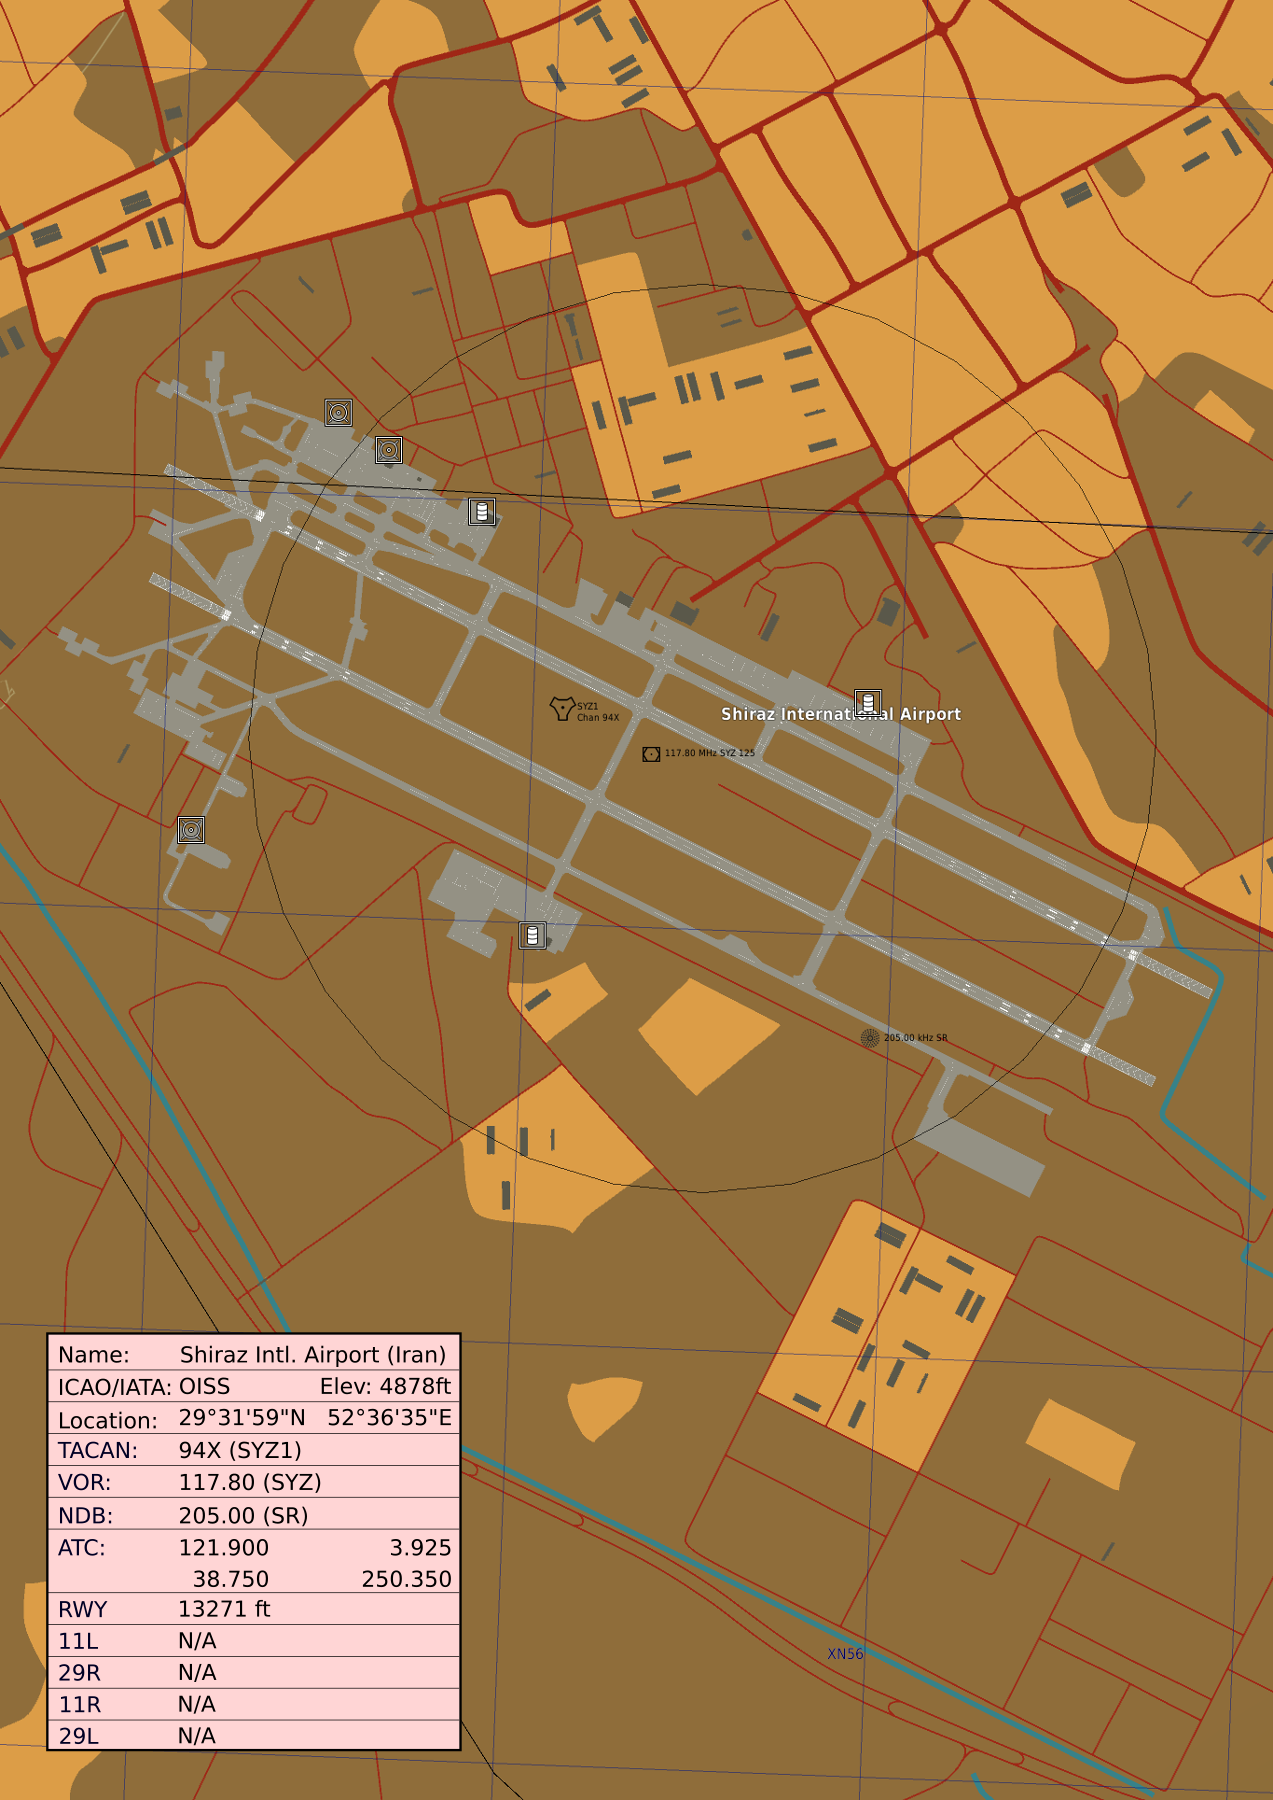 SYZ1
Chan 94X
Shiraz International Airport
117.80 MHz SYZ 125
205.00 kHz SR
Name: Shiraz Intl. Airport (Iran)
ICAO/IATA: OISS Elev: 4878ft
Location: 29°31'59"N 52°36'35"E
TACAN: 94X (SYZ1)
VOR: 117.80 (SYZ)
NDB: 205.00 (SR)
ATC: 121.900 3.925
38.750 250.350
RWY 13271 ft
11L N/A
29R N/A
11R N/A
29L N/A
XN56